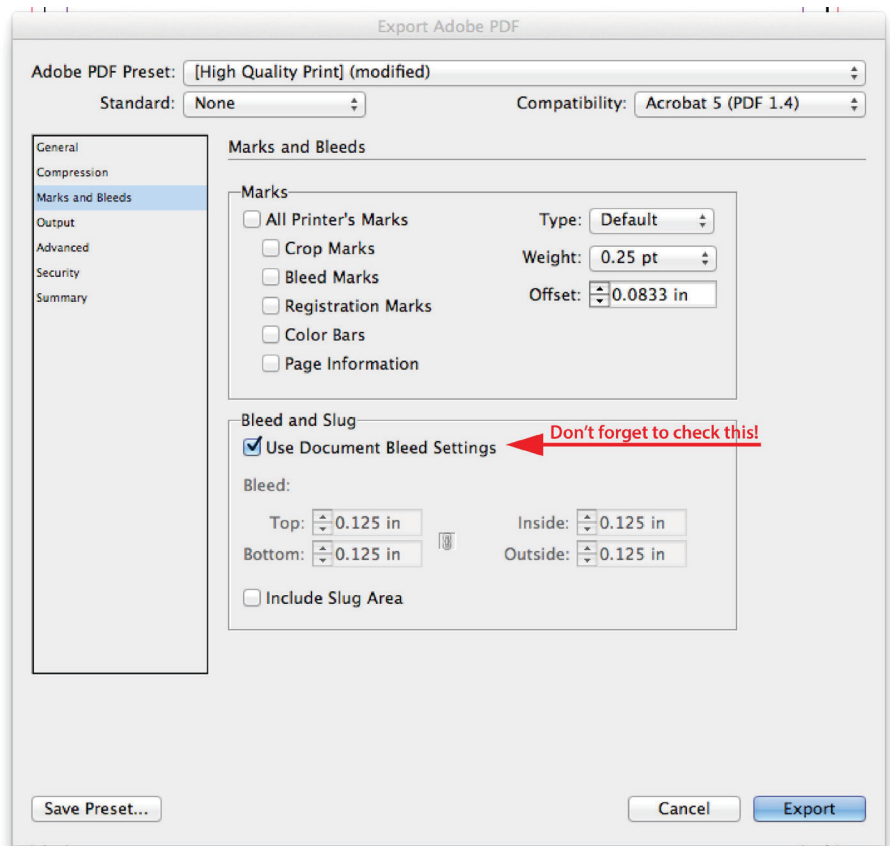 Export Adobe PDF
Adobe PDF Preset: [High Quality Print] (modified)
Standard: None Compatibility: Acrobat 5 (PDF 1.4)
General
Compression
Marks and Bleeds
Output
Advanced
Security
Summary
Marks and Bleeds
Marks
All Printer's Marks
Crop Marks
Bleed Marks
Registration Marks
Color Bars
Page Information
Type: Default
Weight: 0.25 pt
Offset: 0.0833 in
Bleed and Slug
Use Document Bleed Settings
Don't forget to check this!
Bleed:
Top: 0.125 in
Bottom: 0.125 in
Inside: 0.125 in
Outside: 0.125 in
Include Slug Area
Save Preset... Cancel Export